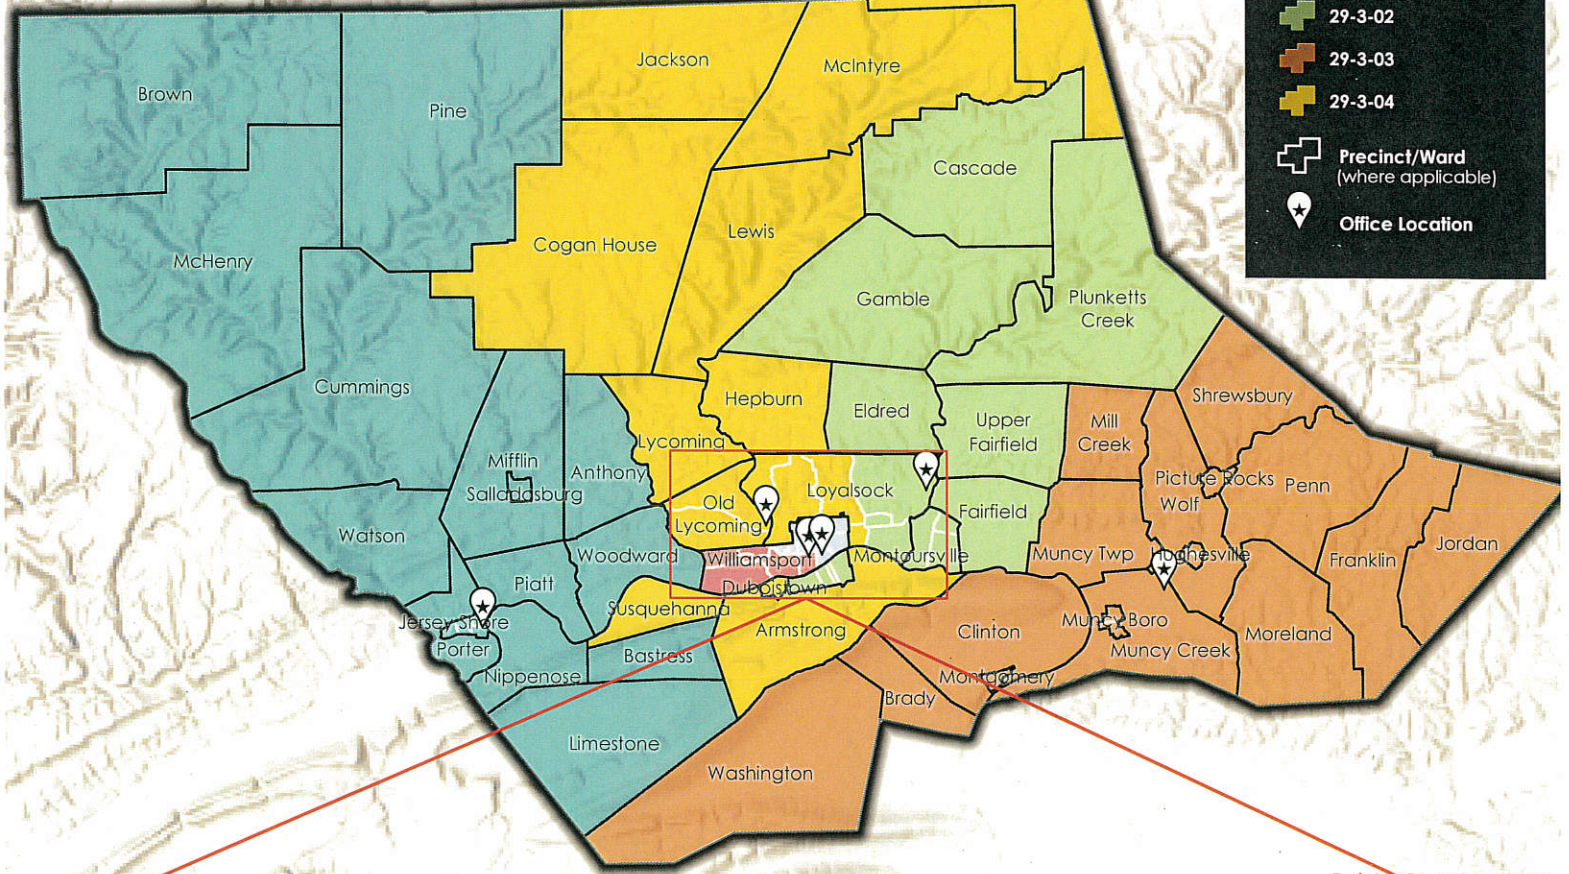 29-3-02
29-3-03
29-3-04
Precinct/Ward
(where applicable)
Office Location
Jackson
McIntyre
Brown
Pine
Cascade
Cogan House
Lewis
McHenry
Gamble
Plunketts
Creek
Cummings
Hepburn
Eldred
Shrewsbury
Upper
Fairfield
Mill
Creek
Lycoming
Mifflin
Anthony
Salladasburg
Loyalsock
Picture Rocks
Penn
Old
Lycoming
Wolf
Fairfield
Watson
Woodward
Williamsport
Montoursville
Muncy Twp
Hughesville
Franklin
Jordan
Piatt
Duboistown
Susquehanna
Jersey Shore
Armstrong
Clinton
Muncy Boro
Moreland
Porter
Bastress
Muncy Creek
Nippenose
Montgomery
Brady
Limestone
Washington